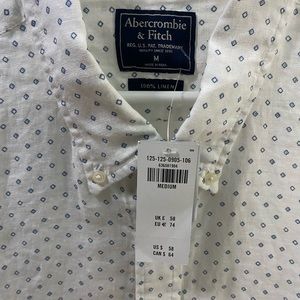 Abercrombie
& Fitch
REG. U.S. PAT. TRADEMARK
M
100% LINEN
125-125-0905-106
MEDIUM
UK £ 58
EU € 74
US $ 58
CAN $ 64